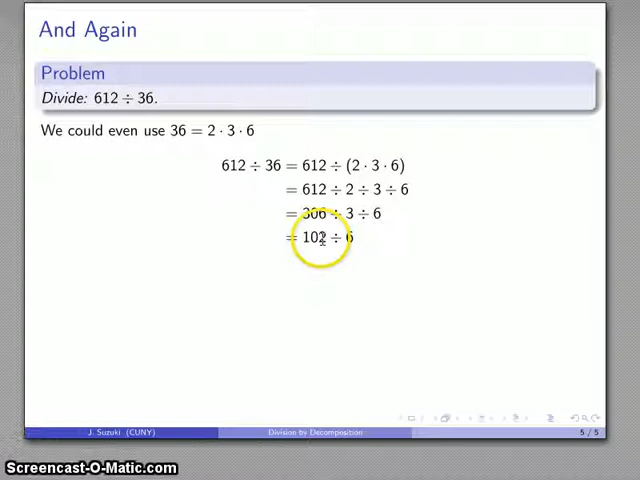 And Again
Problem
Divide: 612 ÷ 36.
We could even use 36 = 2 · 3 · 6
612 ÷ 36 = 612 ÷ (2 · 3 · 6)
= 612 ÷ 2 ÷ 3 ÷ 6
= 306 ÷ 3 ÷ 6
= 102 ÷ 6
J. Suzuki (CUNY) Division by Decomposition 5 / 5
Screencast-O-Matic.com